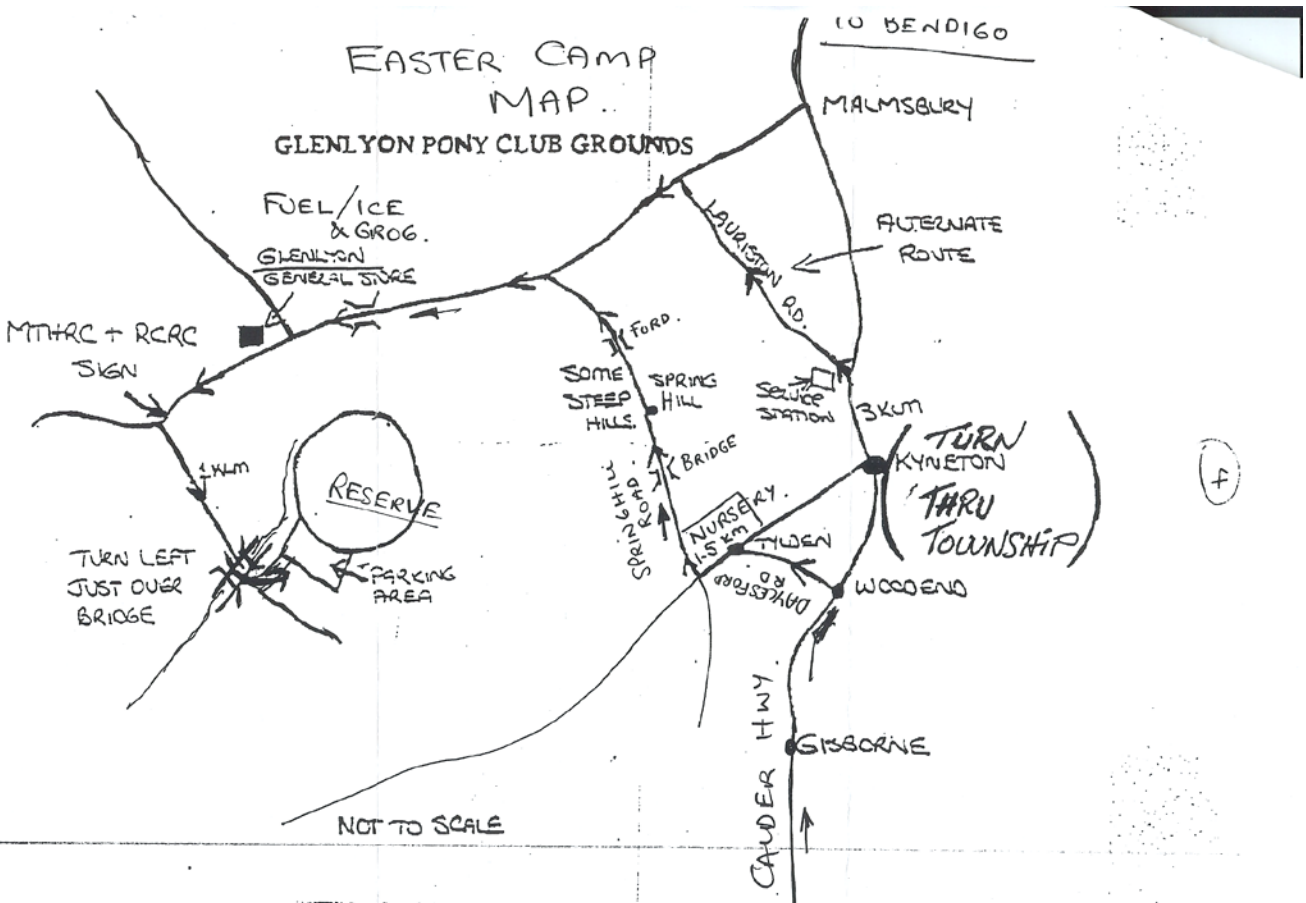 TO BENDIGO
EASTER CAMP
MAP.
GLENLYON PONY CLUB GROUNDS
MALMSBURY
FUEL/ICE
& GROG.
GLENLYON
GENERAL STORE
LAURISTON RD.
ALTERNATE
ROUTE
MTHRC + RCRC
SIGN
FORD.
SOME
STEEP
HILLS.
SPRING
HILL
SERVICE
STATION
3KLM
TURN
KYNETON
THRU
TOWNSHIP
1KLM
RESERVE
BRIDGE
SPRINGHILL
ROAD.
NURSERY.
1.5 KM
TYLDEN
DAYLESFORD
RD.
WOODEND
TURN LEFT
JUST OVER
BRIDGE
PARKING
AREA
CALDER HWY.
GISBORNE
NOT TO SCALE